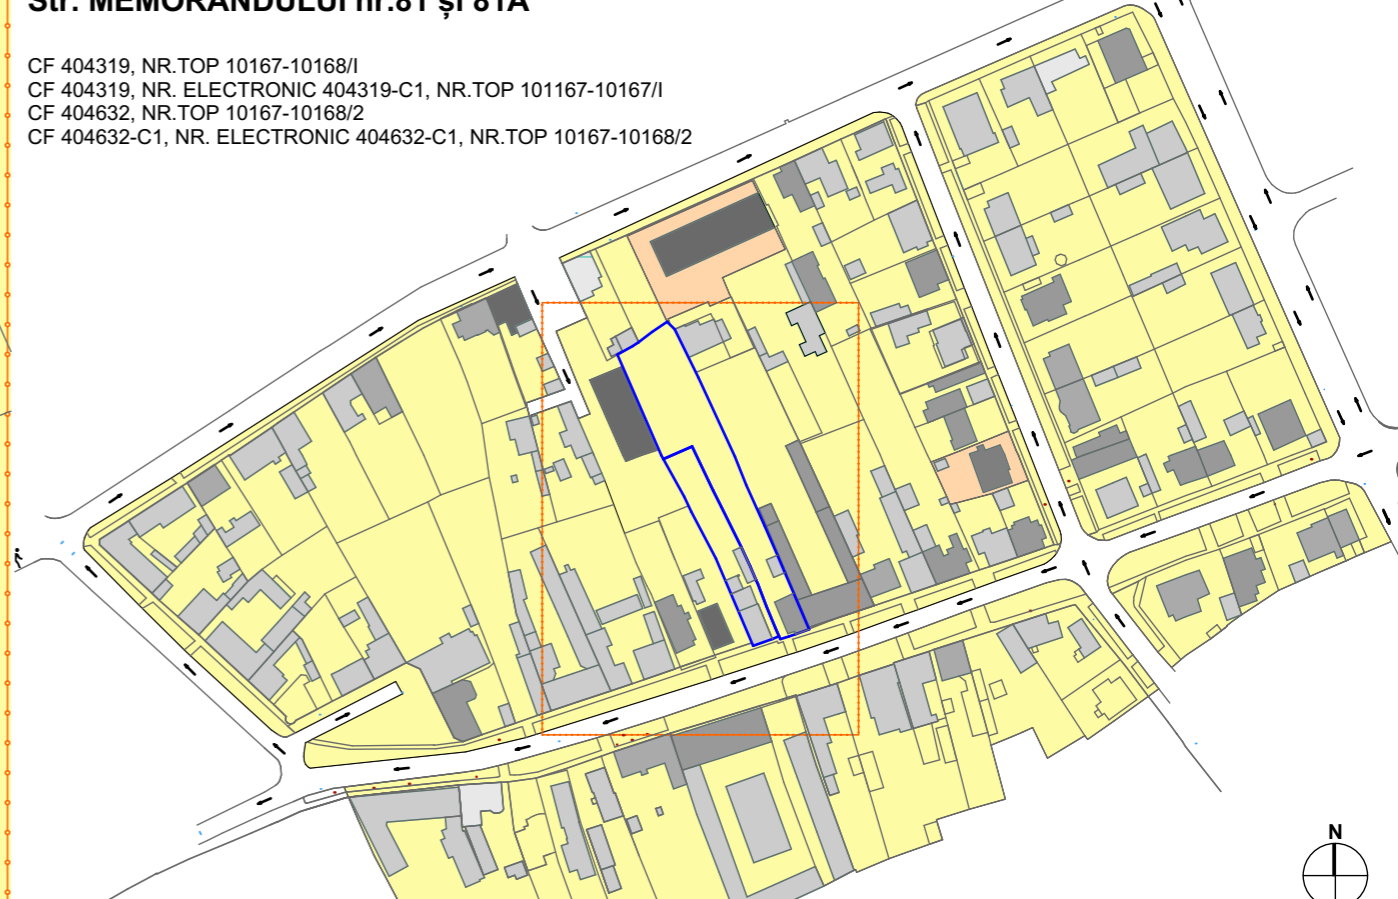 Str. MEMORANDULUI nr.81 și 81A
CF 404319, NR.TOP 10167-10168/I
CF 404319, NR. ELECTRONIC 404319-C1, NR.TOP 101167-10167/I
CF 404632, NR.TOP 10167-10168/2
CF 404632-C1, NR. ELECTRONIC 404632-C1, NR.TOP 10167-10168/2
N